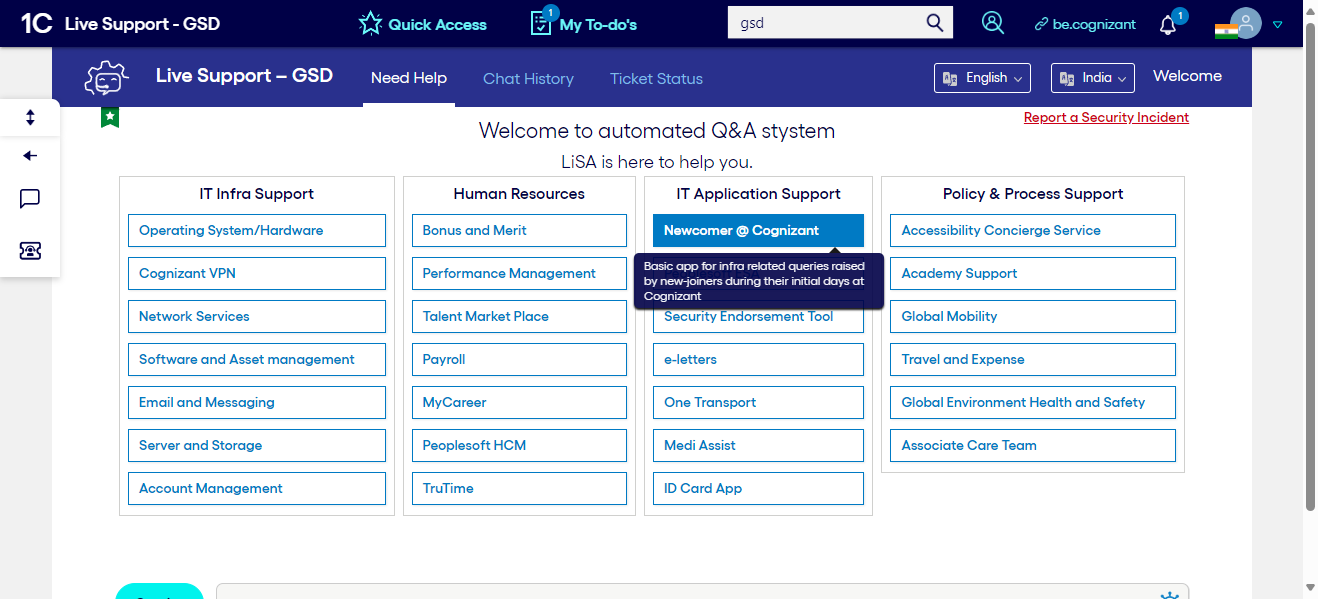 1C Live Support - GSD
Quick Access
1
My To-do's
gsd
be.cognizant
1
Live Support – GSD
Need Help
Chat History
Ticket Status
English
India
Welcome
Report a Security Incident
Welcome to automated Q&A stystem
LiSA is here to help you.
IT Infra Support
Operating System/Hardware
Cognizant VPN
Network Services
Software and Asset management
Email and Messaging
Server and Storage
Account Management
Human Resources
Bonus and Merit
Performance Management
Talent Market Place
Payroll
MyCareer
Peoplesoft HCM
TruTime
IT Application Support
Newcomer @ Cognizant
Basic app for infra related queries raised
by new-joiners during their initial days at
Cognizant
Security Endorsement Tool
e-letters
One Transport
Medi Assist
ID Card App
Policy & Process Support
Accessibility Concierge Service
Academy Support
Global Mobility
Travel and Expense
Global Environment Health and Safety
Associate Care Team